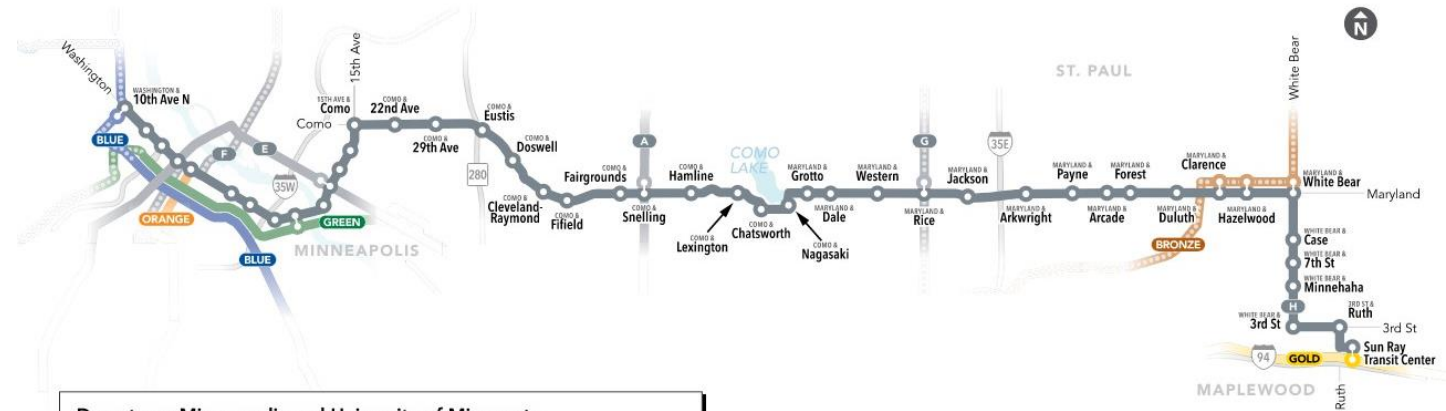 N
Washington
WASHINGTON &
10th Ave N
BLUE
F
E
35W
ORANGE
GREEN
BLUE
MINNEAPOLIS
15th Ave
15TH AVE &
Como
Como
COMO &
22nd Ave
COMO &
29th Ave
280
COMO &
Eustis
COMO &
Doswell
Cleveland-
Raymond
COMO &
Fifield
COMO &
Fairgrounds
A
COMO &
Snelling
COMO &
Hamline
COMO &
Lexington
COMO
LAKE
COMO &
Chatsworth
COMO &
Nagasaki
MARYLAND &
Grotto
MARYLAND &
Dale
MARYLAND &
Western
G
MARYLAND &
Rice
MARYLAND &
Jackson
35E
ST. PAUL
MARYLAND &
Arkwright
MARYLAND &
Payne
MARYLAND &
Arcade
MARYLAND &
Forest
MARYLAND &
Duluth
MARYLAND &
Clarence
MARYLAND &
Hazelwood
BRONZE
White Bear
MARYLAND &
White Bear
Maryland
WHITE BEAR &
Case
WHITE BEAR &
7th St
WHITE BEAR &
Minnehaha
H
WHITE BEAR &
3rd St
3RD ST &
Ruth
3rd St
Sun Ray
Transit Center
94
GOLD
MAPLEWOOD
Ruth